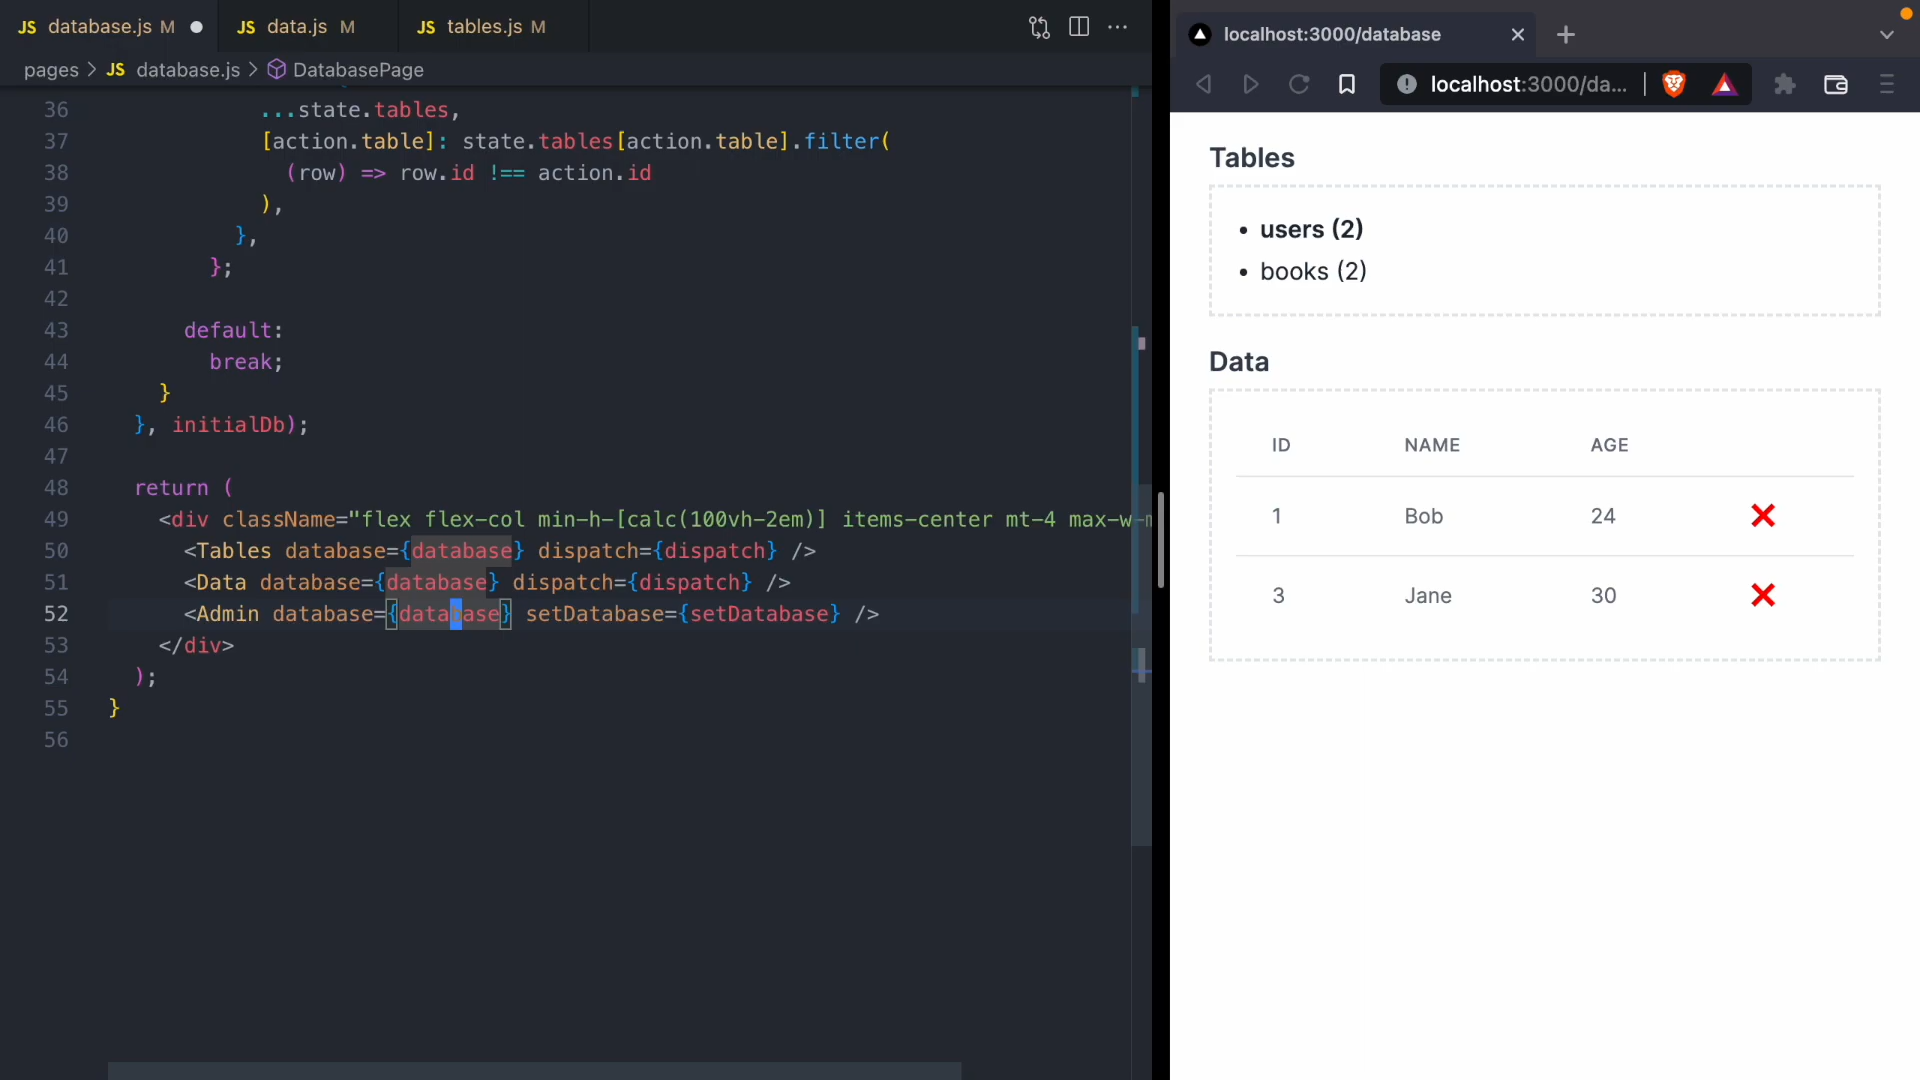 JS database.js M
JS data.js M
JS tables.js M
pages > JS database.js > DatabasePage
36 ...state.tables,
37 [action.table]: state.tables[action.table].filter(
38 (row) => row.id !== action.id
39 ),
40 },
41 };
42
43 default:
44 break;
45 }
46 }, initialDb);
47
48 return (
49 <div className="flex flex-col min-h-[calc(100vh-2em)] items-center mt-4 max-w-m
50 <Tables database={database} dispatch={dispatch} />
51 <Data database={database} dispatch={dispatch} />
52 <Admin database={database} setDatabase={setDatabase} />
53 </div>
54 );
55 }
56
localhost:3000/database
localhost:3000/da...
Tables
• users (2)
• books (2)
Data
ID NAME AGE
1 Bob 24
3 Jane 30